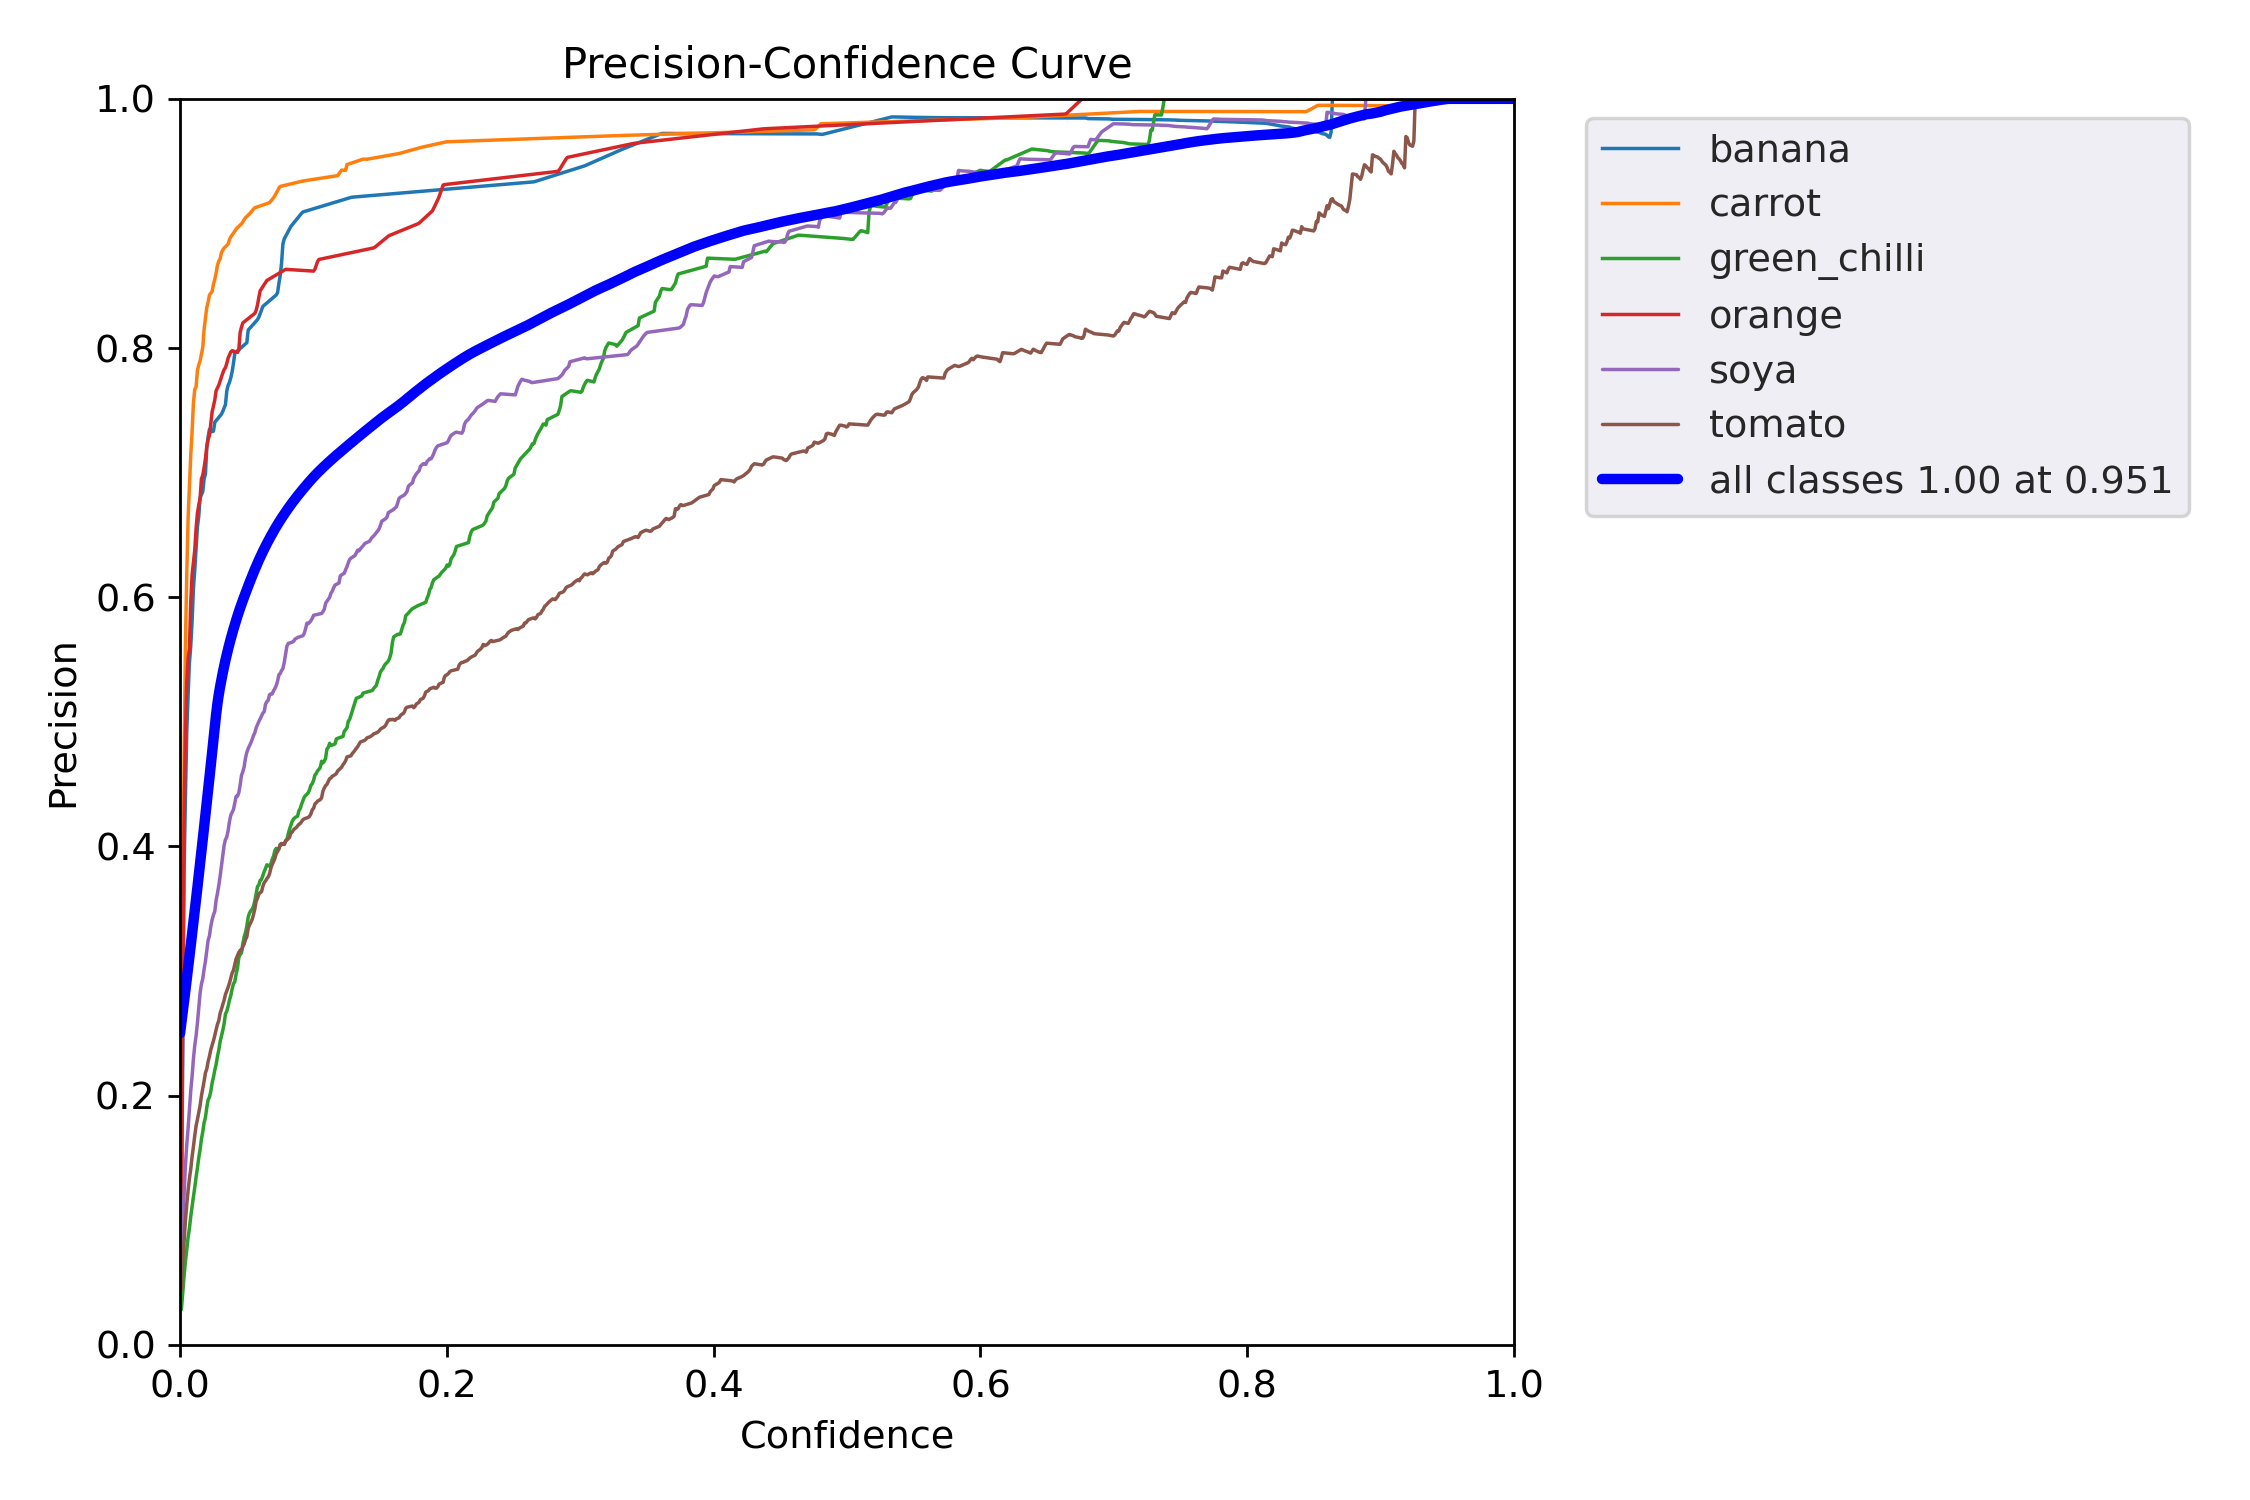 Precision-Confidence Curve
1.0
0.8
0.6
0.4
0.2
0.0
Precision
0.0 0.2 0.4 0.6 0.8 1.0
Confidence
banana
carrot
green_chilli
orange
soya
tomato
all classes 1.00 at 0.951